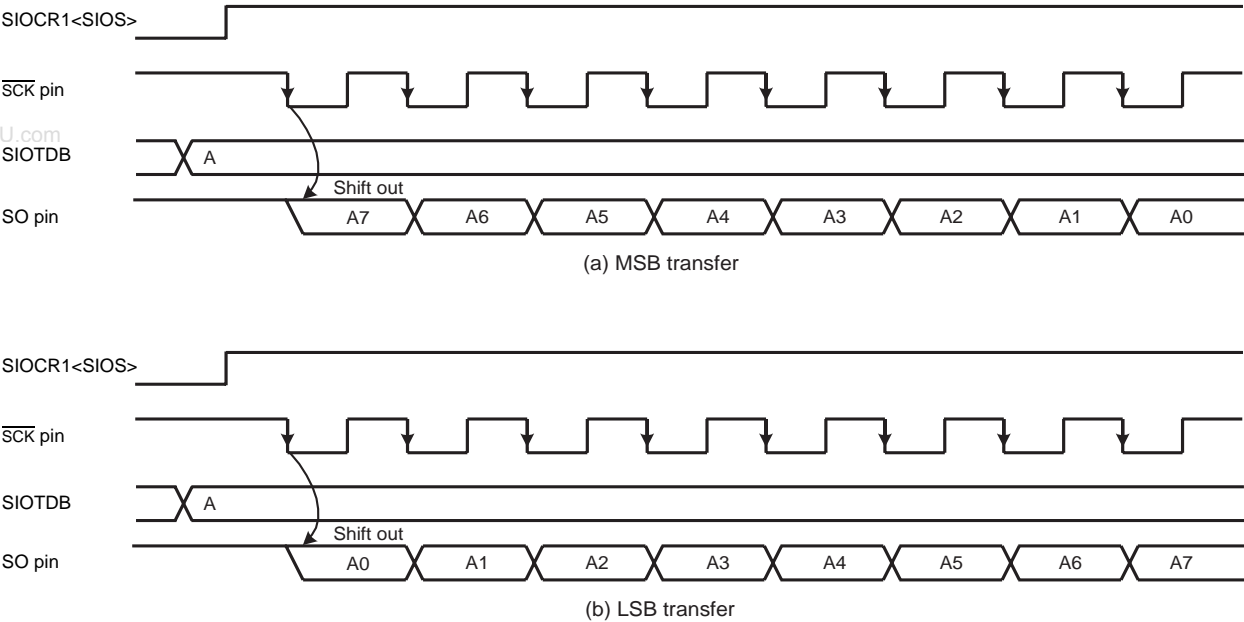 SIOCR1<SIOS>
SCK pin
U.com
SIOTDB A
Shift out
SO pin A7 A6 A5 A4 A3 A2 A1 A0
(a) MSB transfer
SIOCR1<SIOS>
SCK pin
SIOTDB A
Shift out
SO pin A0 A1 A2 A3 A4 A5 A6 A7
(b) LSB transfer